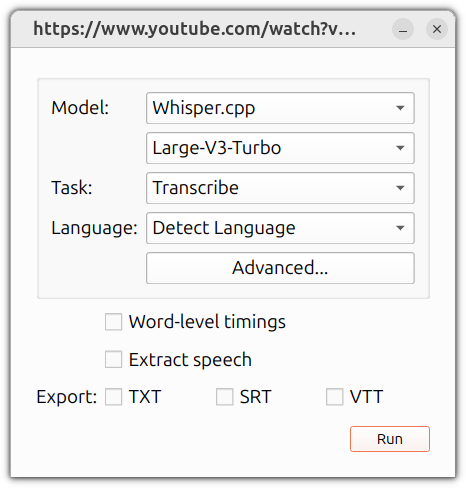 https://www.youtube.com/watch?v...
Model: Whisper.cpp
Large-V3-Turbo
Task: Transcribe
Language: Detect Language
Advanced...
Word-level timings
Extract speech
Export: TXT SRT VTT
Run